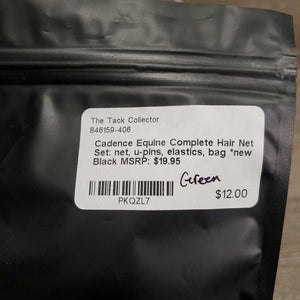 The Tack Collector
846159-406
Cadence Equine Complete Hair Net
Set: net, u-pins, elastics, bag *new
Black MSRP: $19.95
Green
PKQZL7
$12.00